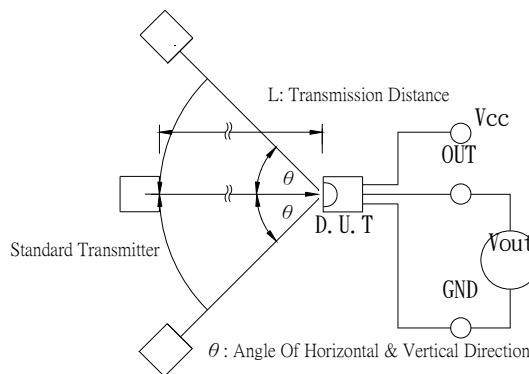 L: Transmission Distance
Vcc
OUT
θ
θ
D.U.T
Standard Transmitter
Vout
GND
θ: Angle Of Horizontal & Vertical Direction